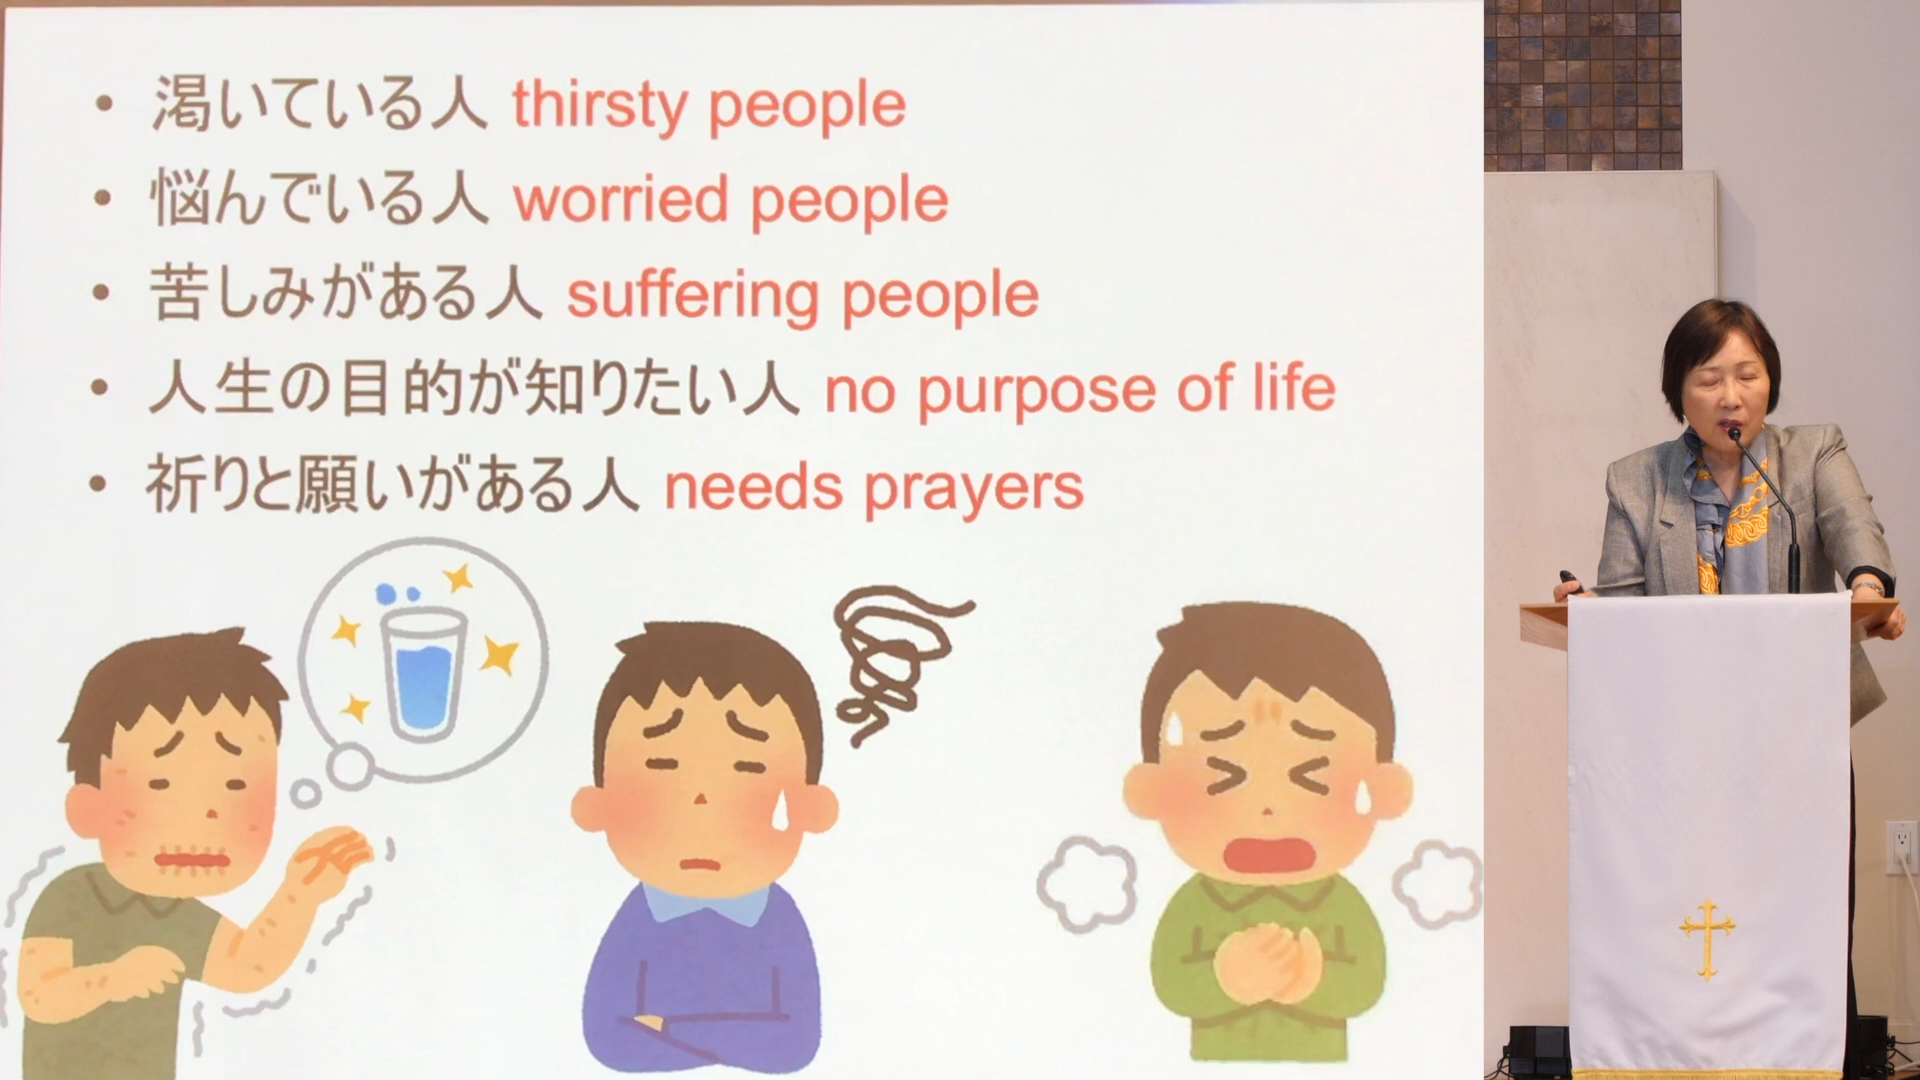 • 渇いている人 thirsty people
• 悩んでいる人 worried people
• 苦しみがある人 suffering people
• 人生の目的が知りたい人 no purpose of life
• 祈りと願いがある人 needs prayers